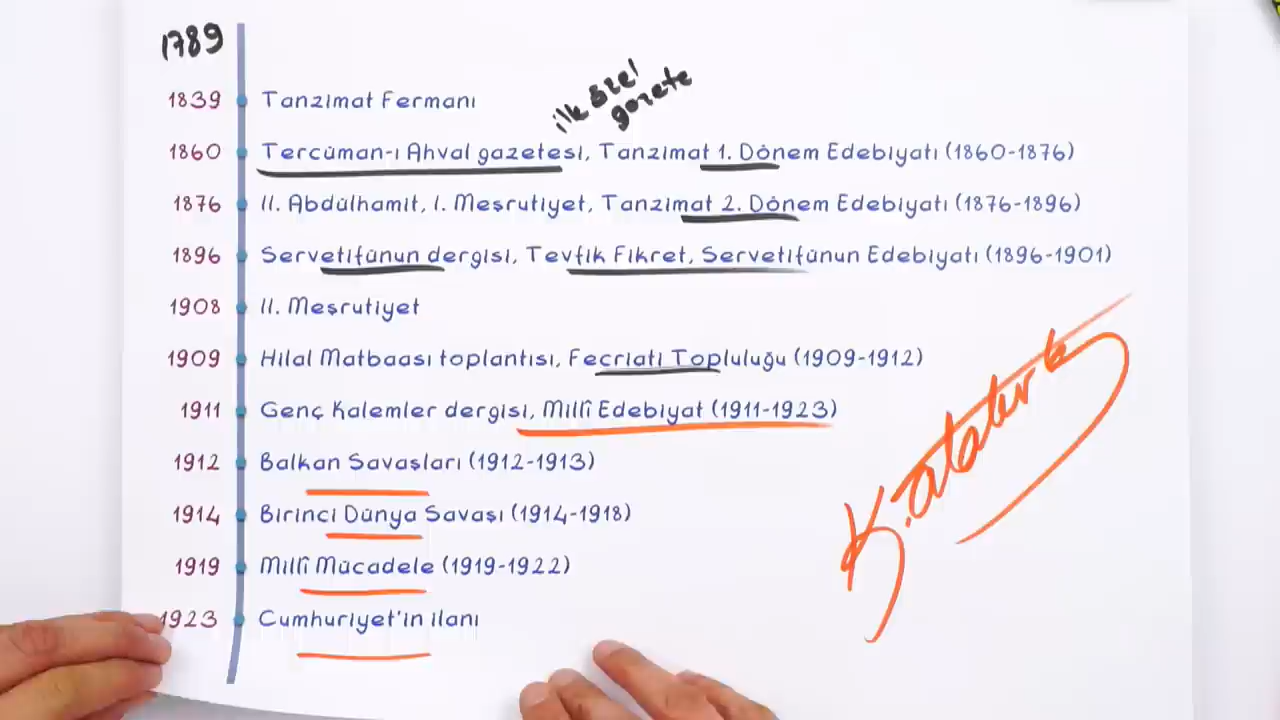 1789
ilk özel
gazete
1839 Tanzimat Fermanı
1860 Tercüman-ı Ahval gazetesi, Tanzimat 1. Dönem Edebiyatı (1860-1876)
1876 II. Abdülhamit, I. Meşrutiyet, Tanzimat 2. Dönem Edebiyatı (1876-1896)
1896 Servetifünun dergisi, Tevfik Fikret, Servetifünun Edebiyatı (1896-1901)
1908 II. Meşrutiyet
1909 Hilal Matbaası toplantısı, Fecriati Topluluğu (1909-1912)
1911 Genç Kalemler dergisi, Millî Edebiyat (1911-1923)
1912 Balkan Savaşları (1912-1913)
1914 Birinci Dünya Savaşı (1914-1918)
1919 Millî Mücadele (1919-1922)
1923 Cumhuriyet'in ilanı
K. Atatürk